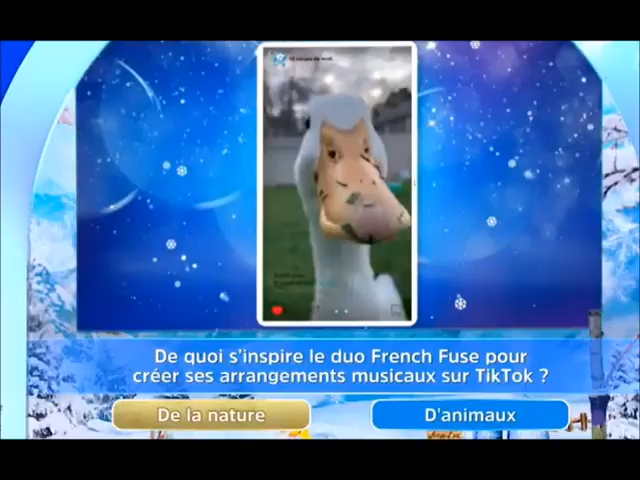 De quoi s'inspire le duo French Fuse pour
créer ses arrangements musicaux sur TikTok ?
De la nature
D'animaux